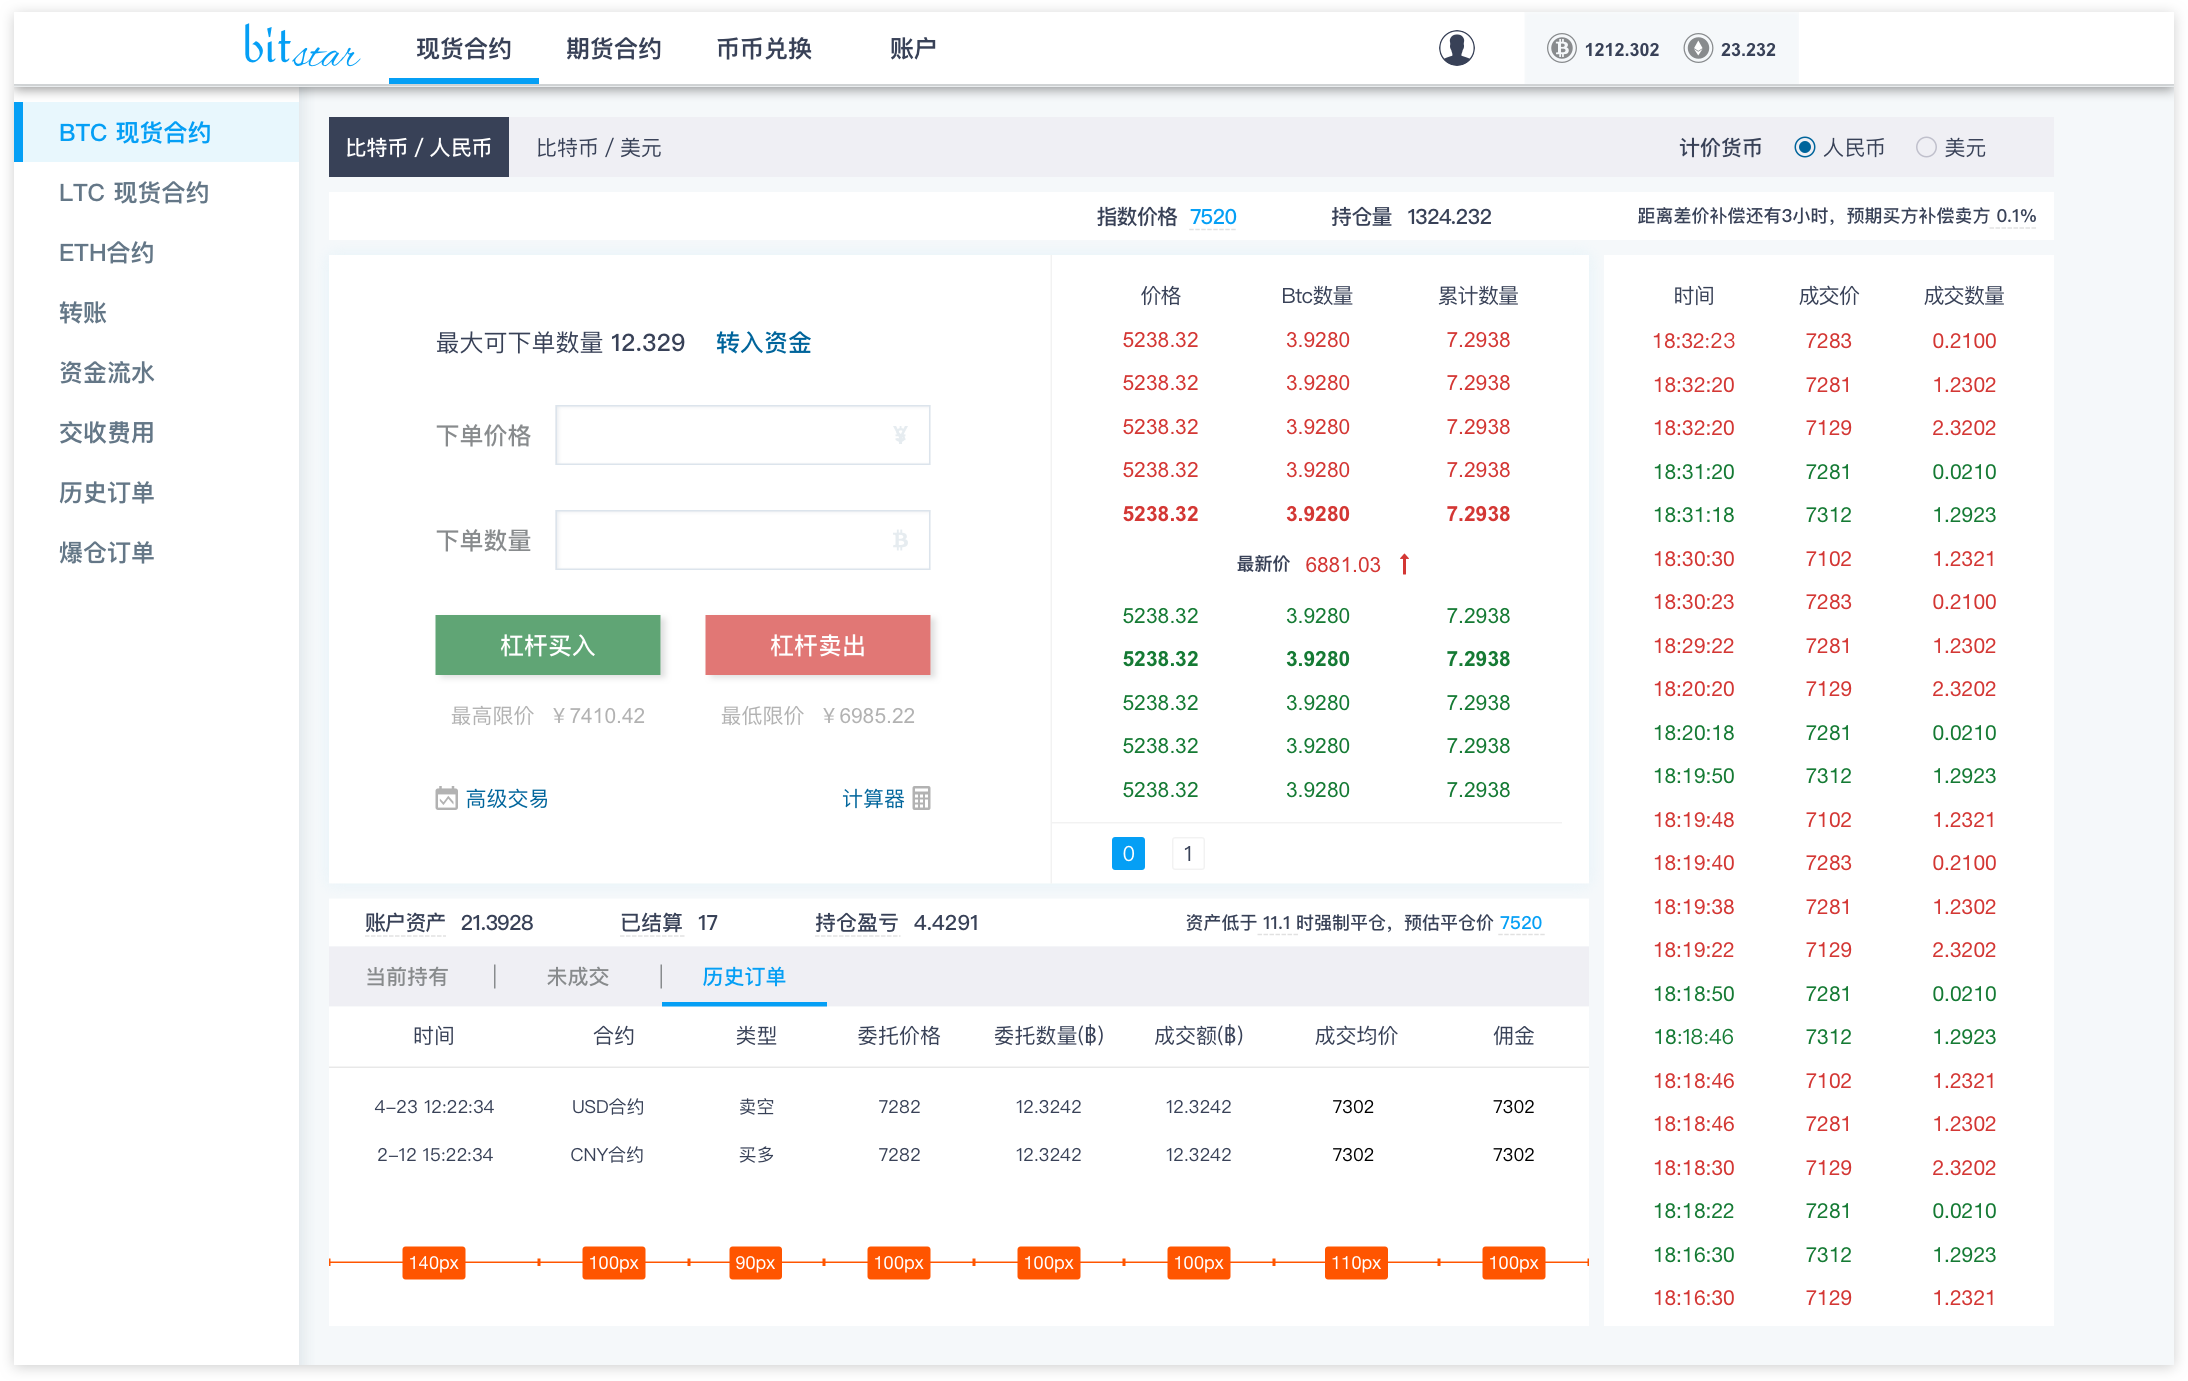 bitstar 现货合约 期货合约 币币兑换 账户 1212.302 23.232
BTC 现货合约
LTC 现货合约
ETH合约
转账
资金流水
交收费用
历史订单
爆仓订单
比特币 / 人民币 比特币 / 美元 计价货币 人民币 美元
指数价格 7520 持仓量 1324.232 距离差价补偿还有3小时，预期买方补偿卖方 0.1%
最大可下单数量 12.329 转入资金
下单价格 ¥
下单数量 ฿
杠杆买入 杠杆卖出
最高限价 ¥7410.42 最低限价 ¥6985.22
高级交易 计算器
价格 Btc数量 累计数量
5238.32 3.9280 7.2938
5238.32 3.9280 7.2938
5238.32 3.9280 7.2938
5238.32 3.9280 7.2938
5238.32 3.9280 7.2938
最新价 6881.03
5238.32 3.9280 7.2938
5238.32 3.9280 7.2938
5238.32 3.9280 7.2938
5238.32 3.9280 7.2938
5238.32 3.9280 7.2938
0 1
时间 成交价 成交数量
18:32:23 7283 0.2100
18:32:20 7281 1.2302
18:32:20 7129 2.3202
18:31:20 7281 0.0210
18:31:18 7312 1.2923
18:30:30 7102 1.2321
18:30:23 7283 0.2100
18:29:22 7281 1.2302
18:20:20 7129 2.3202
18:20:18 7281 0.0210
18:19:50 7312 1.2923
18:19:48 7102 1.2321
18:19:40 7283 0.2100
18:19:38 7281 1.2302
18:19:22 7129 2.3202
18:18:50 7281 0.0210
18:18:46 7312 1.2923
18:18:46 7102 1.2321
18:18:46 7281 1.2302
18:18:30 7129 2.3202
18:18:22 7281 0.0210
18:16:30 7312 1.2923
18:16:30 7129 1.2321
账户资产 21.3928 已结算 17 持仓盈亏 4.4291 资产低于 11.1 时强制平仓，预估平仓价 7520
当前持有 | 未成交 | 历史订单
时间 合约 类型 委托价格 委托数量(฿) 成交额(฿) 成交均价 佣金
4-23 12:22:34 USD合约 卖空 7282 12.3242 12.3242 7302 7302
2-12 15:22:34 CNY合约 买多 7282 12.3242 12.3242 7302 7302
140px 100px 90px 100px 100px 100px 110px 100px